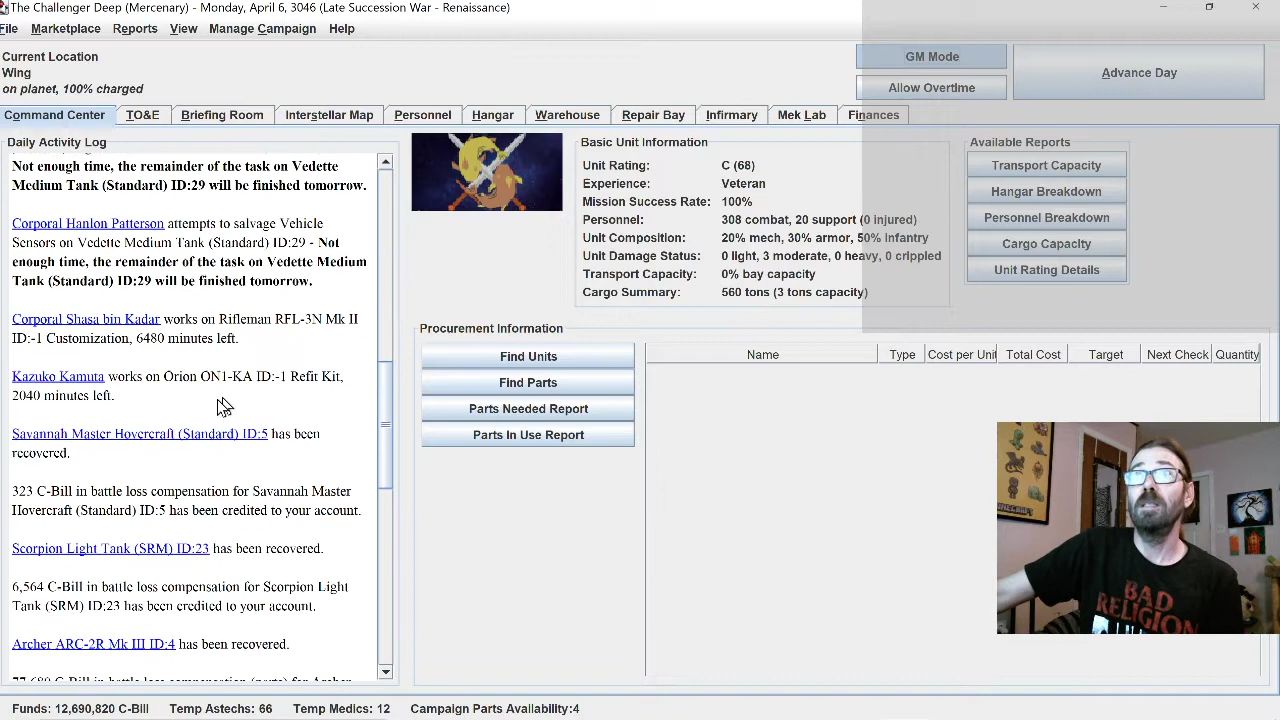 The Challenger Deep (Mercenary) - Monday, April 6, 3046 (Late Succession War - Renaissance)
File Marketplace Reports View Manage Campaign Help
Current Location
Wing
on planet, 100% charged
GM Mode
Allow Overtime
Advance Day
Command Center TO&E Briefing Room Interstellar Map Personnel Hangar Warehouse Repair Bay Infirmary Mek Lab Finances
Daily Activity Log
Not enough time, the remainder of the task on Vedette
Medium Tank (Standard) ID:29 will be finished tomorrow.
Corporal Hanlon Patterson attempts to salvage Vehicle
Sensors on Vedette Medium Tank (Standard) ID:29 - Not
enough time, the remainder of the task on Vedette Medium
Tank (Standard) ID:29 will be finished tomorrow.
Corporal Shasa bin Kadar works on Rifleman RFL-3N Mk II
ID:-1 Customization, 6480 minutes left.
Kazuko Kamuta works on Orion ON1-KA ID:-1 Refit Kit,
2040 minutes left.
Savannah Master Hovercraft (Standard) ID:5 has been
recovered.
323 C-Bill in battle loss compensation for Savannah Master
Hovercraft (Standard) ID:5 has been credited to your account.
Scorpion Light Tank (SRM) ID:23 has been recovered.
6,564 C-Bill in battle loss compensation for Scorpion Light
Tank (SRM) ID:23 has been credited to your account.
Archer ARC-2R Mk III ID:4 has been recovered.
77,680 C-Bill in battle loss compensation (parts) for Archer
Basic Unit Information
Unit Rating: C (68)
Experience: Veteran
Mission Success Rate: 100%
Personnel: 308 combat, 20 support (0 injured)
Unit Composition: 20% mech, 30% armor, 50% infantry
Unit Damage Status: 0 light, 3 moderate, 0 heavy, 0 crippled
Transport Capacity: 0% bay capacity
Cargo Summary: 560 tons (3 tons capacity)
Available Reports
Transport Capacity
Hangar Breakdown
Personnel Breakdown
Cargo Capacity
Unit Rating Details
Procurement Information
Find Units
Find Parts
Parts Needed Report
Parts In Use Report
Name Type Cost per Unit Total Cost Target Next Check Quantity
MINECRAFT
BAD
RELIGION
Funds: 12,690,820 C-Bill Temp Astechs: 66 Temp Medics: 12 Campaign Parts Availability:4